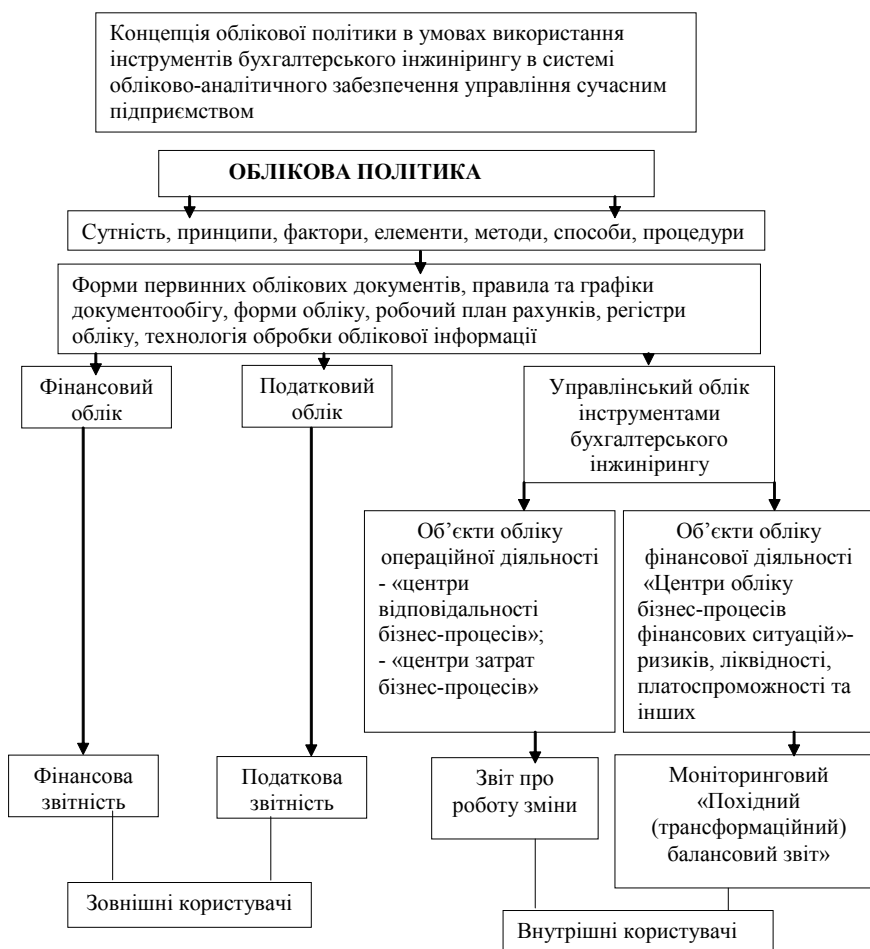 Концепція облікової політики в умовах використання
інструментів бухгалтерського інжинірингу в системі
обліково-аналітичного забезпечення управління сучасним
підприємством
ОБЛІКОВА ПОЛІТИКА
Сутність, принципи, фактори, елементи, методи, способи, процедури
Форми первинних облікових документів, правила та графіки
документообігу, форми обліку, робочий план рахунків, регістри
обліку, технологія обробки облікової інформації
Фінансовий
облік
Податковий
облік
Управлінський облік
інструментами
бухгалтерського
інжинірингу
Об’єкти обліку
операційної діяльності
- «центри
відповідальності
бізнес-процесів»;
- «центри затрат
бізнес-процесів»
Об’єкти обліку
фінансової діяльності
«Центри обліку
бізнес-процесів
фінансових ситуацій»-
ризиків, ліквідності,
платоспроможності та
інших
Фінансова
звітність
Податкова
звітність
Звіт про
роботу зміни
Моніторинговий
«Похідний
(трансформаційний)
балансовий звіт»
Зовнішні користувачі
Внутрішні користувачі